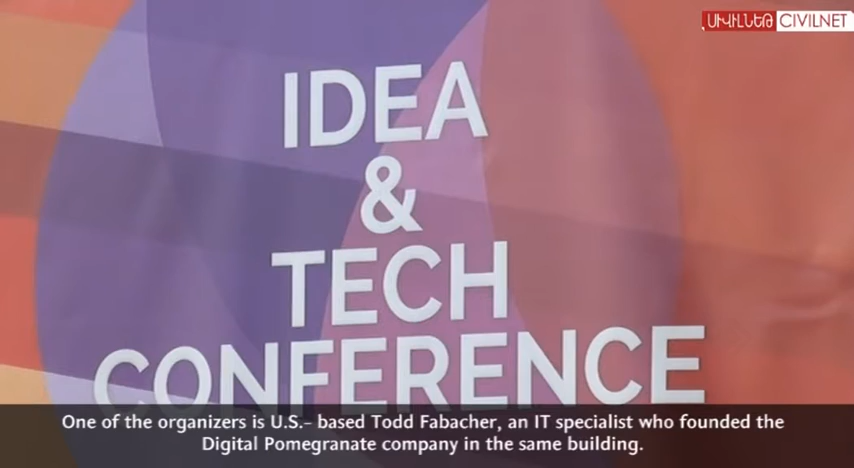 ՍԻՎԻԼՆԵԹ CIVILNET
IDEA
&
TECH
CONFERENCE
One of the organizers is U.S.– based Todd Fabacher, an IT specialist who founded the
Digital Pomegranate company in the same building.